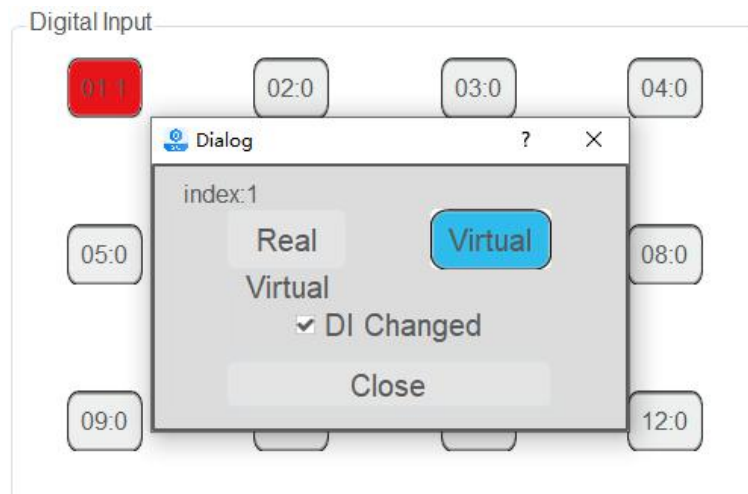 Digital Input
01:1
02:0
03:0
04:0
Dialog
?
index:1
Real
Virtual
05:0
08:0
Virtual
DI Changed
Close
09:0
12:0